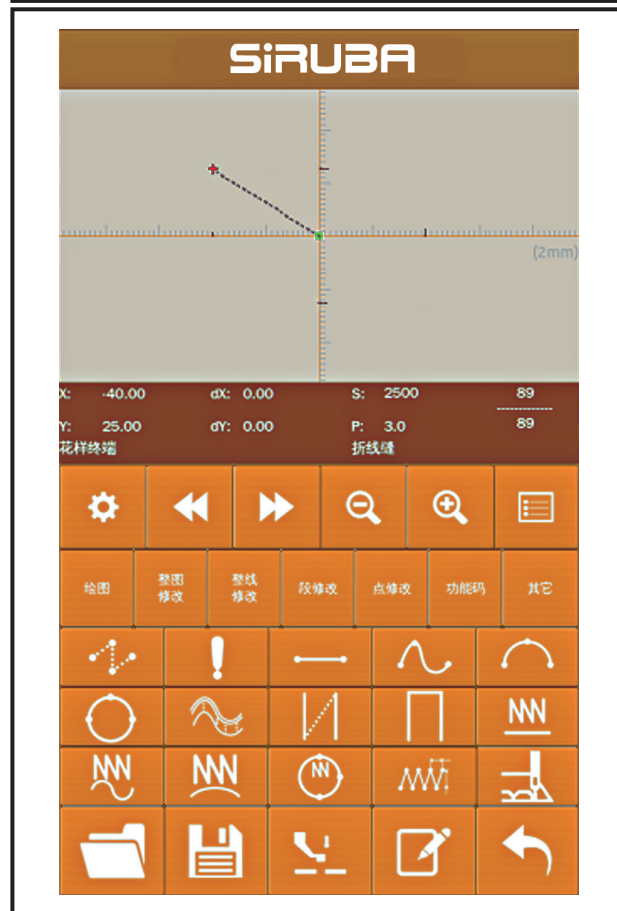 SiRUBA
(2mm)
X: -40.00 dX: 0.00 S: 2500 89
Y: 25.00 dY: 0.00 P: 3.0 89
花样终端 折线缝
绘图 整图修改 整线修改 段修改 点修改 功能码 其它